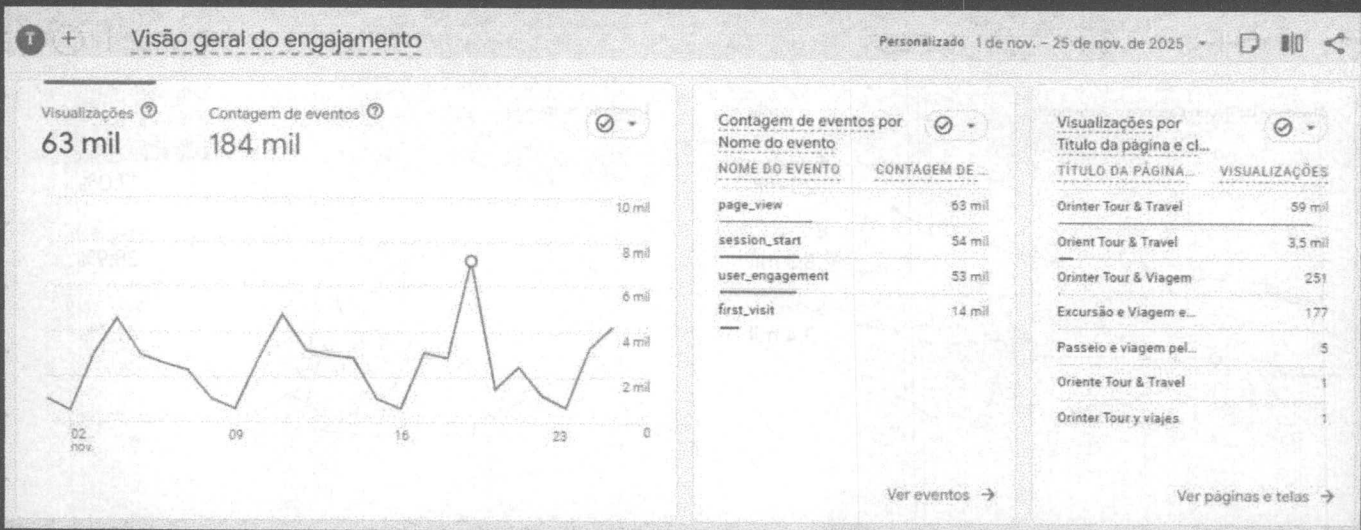 T + Visão geral do engajamento
Personalizado 1 de nov. – 25 de nov. de 2025
Visualizações
63 mil
Contagem de eventos
184 mil
10 mil
8 mil
6 mil
4 mil
2 mil
0
02
nov.
09
16
23
Contagem de eventos por
Nome do evento
NOME DO EVENTO CONTAGEM DE ...
page_view 63 mil
session_start 54 mil
user_engagement 53 mil
first_visit 14 mil
Ver eventos →
Visualizações por
Título da página e cl...
TÍTULO DA PÁGINA... VISUALIZAÇÕES
Orinter Tour & Travel 59 mil
Orient Tour & Travel 3,5 mil
Orinter Tour & Viagem 251
Excursão e Viagem e... 177
Passeio e viagem pel... 5
Oriente Tour & Travel 1
Orinter Tour y viajes 1
Ver páginas e telas →